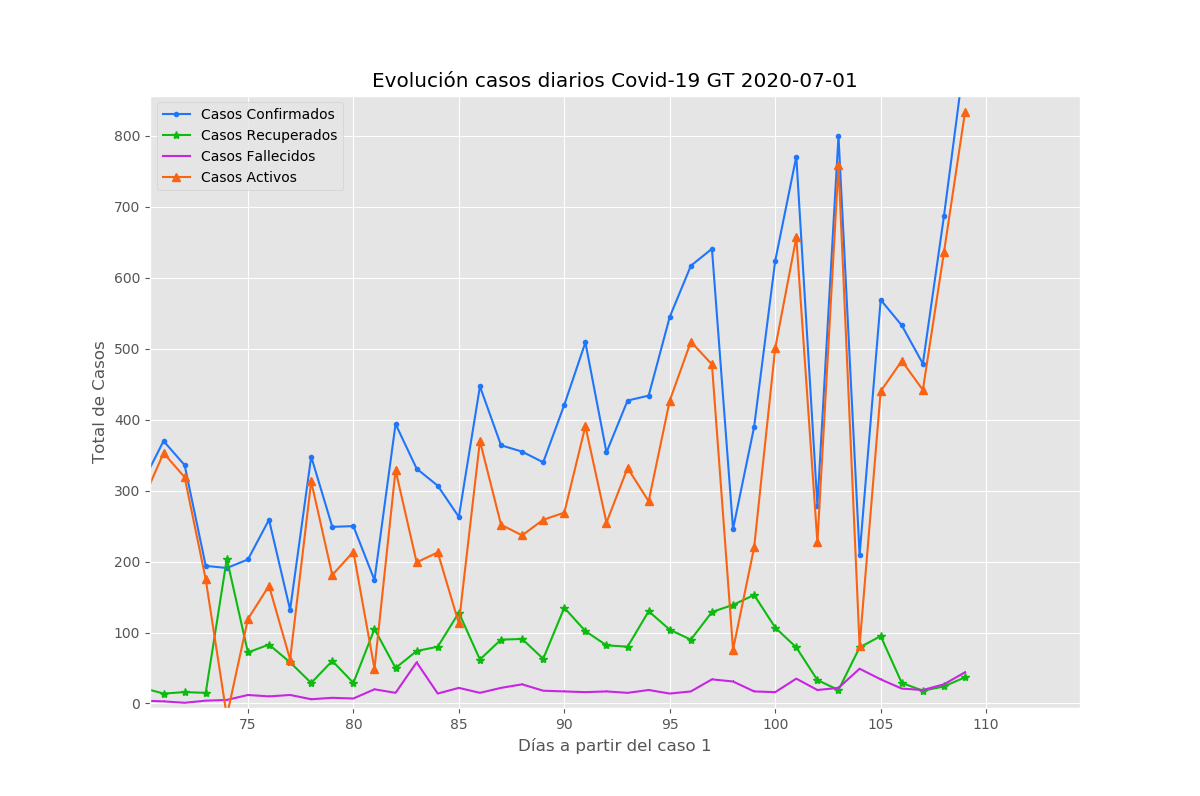 Evolución casos diarios Covid-19 GT 2020-07-01
Casos Confirmados
Casos Recuperados
Casos Fallecidos
Casos Activos
Total de Casos
800
700
600
500
400
300
200
100
0
75 80 85 90 95 100 105 110
Días a partir del caso 1